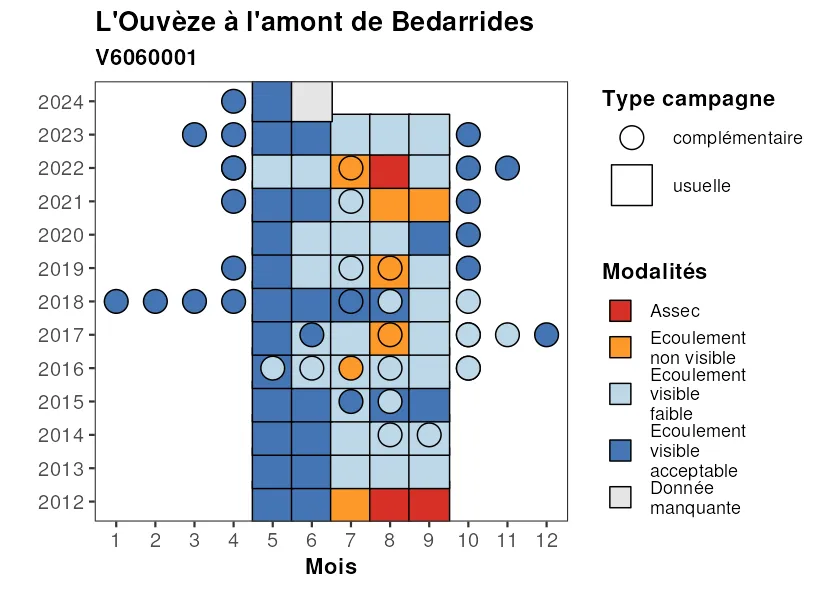 L'Ouvèze à l'amont de Bedarrides
V6060001
2024
2023
2022
2021
2020
2019
2018
2017
2016
2015
2014
2013
2012
1 2 3 4 5 6 7 8 9 10 11 12
Mois
Type campagne
complémentaire
usuelle
Modalités
Assec
Ecoulement
non visible
Ecoulement
visible
faible
Ecoulement
visible
acceptable
Donnée
manquante